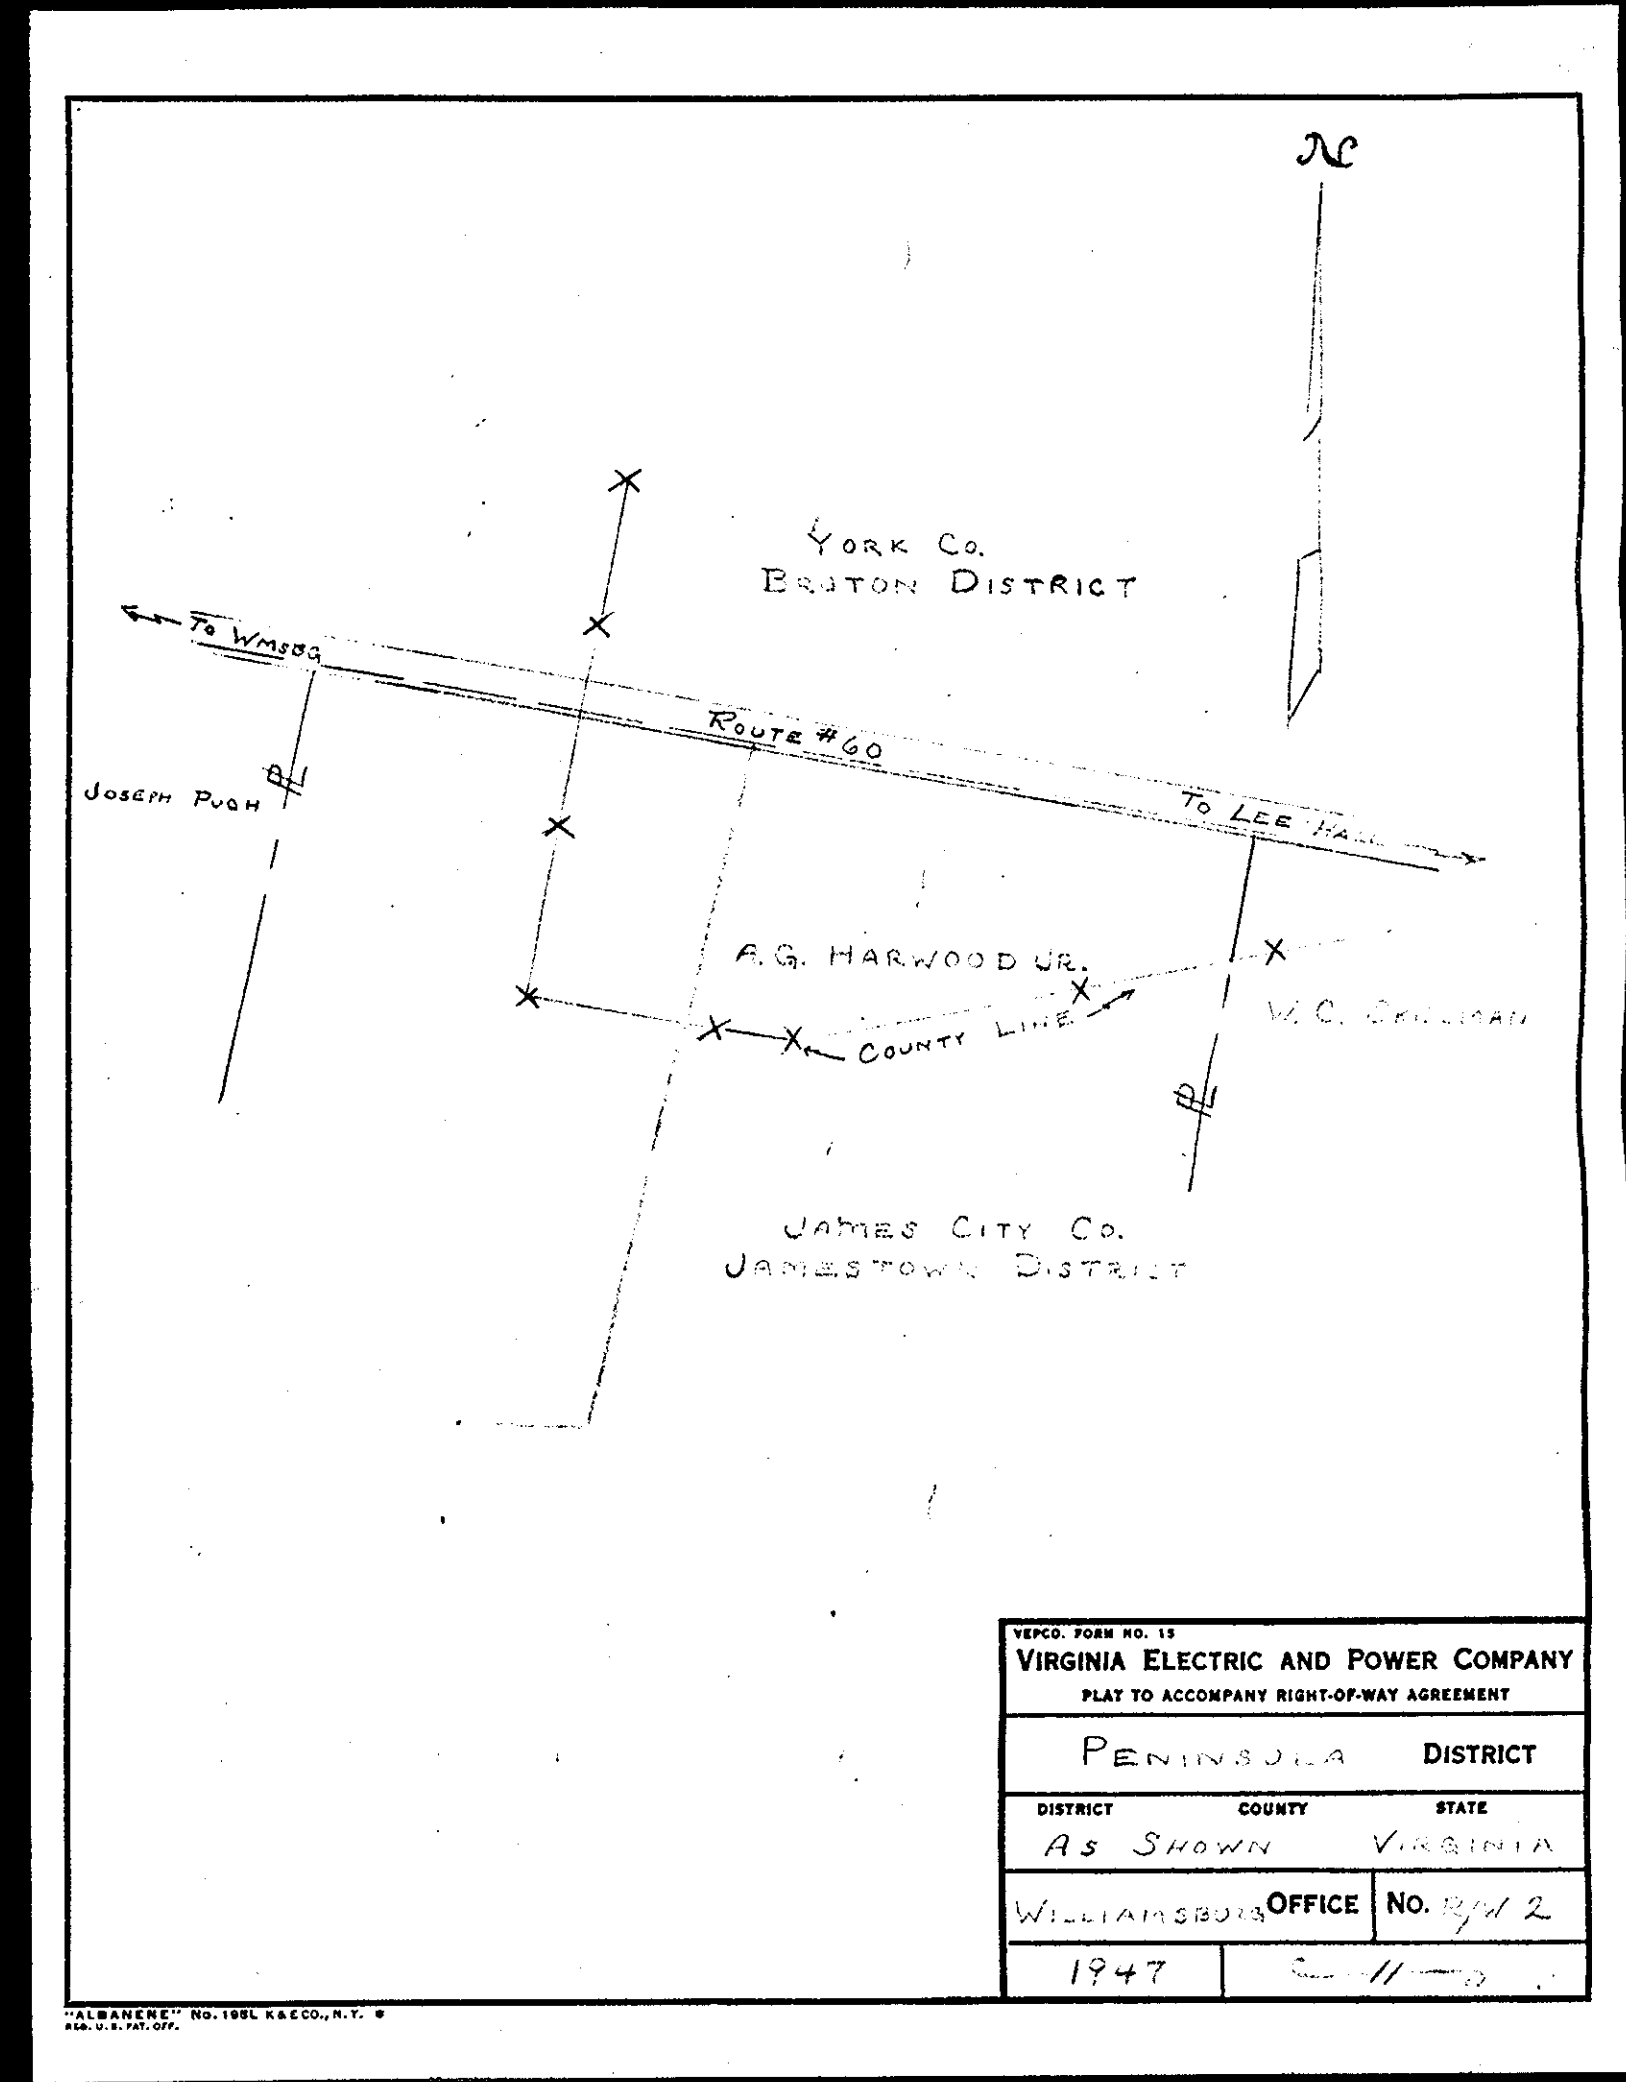 N
YORK CO.
BRUTON DISTRICT
TO WMSBG
ROUTE #60
JOSEPH PUGH
PL
TO LEE HALL
A.G. HARWOOD JR.
W. C.
COUNTY LINE
PL
JAMES CITY CO.
JAMESTOWN DISTRICT
VEPCO. FORM NO. 15
VIRGINIA ELECTRIC AND POWER COMPANY
PLAT TO ACCOMPANY RIGHT-OF-WAY AGREEMENT
PENINSULA DISTRICT
DISTRICT COUNTY STATE
AS SHOWN VIRGINIA
WILLIAMSBURG OFFICE NO. R/W 2
1947
"ALBANENE" NO. 195L K&ECO., N.Y. ®
REG. U.S. PAT. OFF.